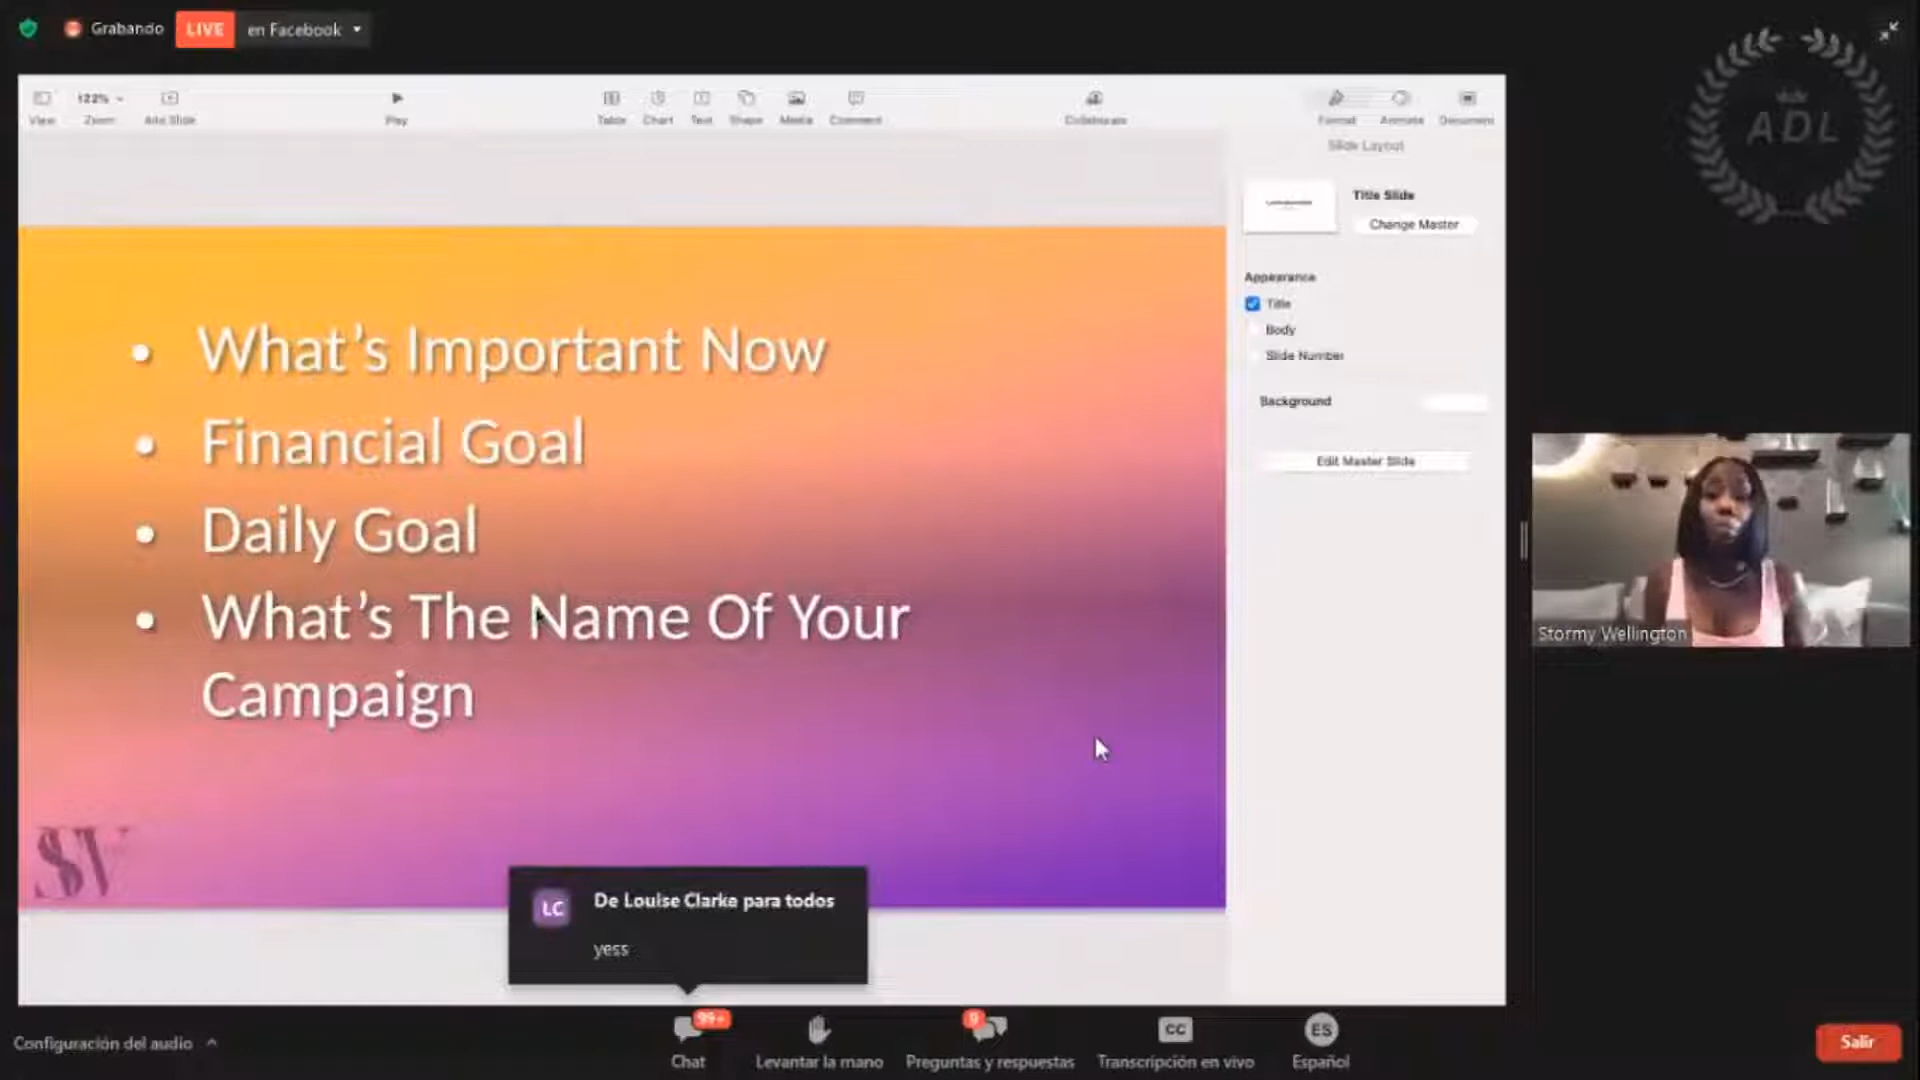 Grabando
LIVE
en Facebook
ADL
122%
View
Zoom
Add Slide
Play
Table
Chart
Text
Shape
Media
Comment
Collaborate
Format
Animate
Document
Slide Layout
Title Slide
Change Master
Appearance
Title
Body
Slide Number
Background
Edit Master Slide
• What’s Important Now
• Financial Goal
• Daily Goal
• What’s The Name Of Your
Campaign
SW
Stormy Wellington
LC
De Louise Clarke para todos
yess
Configuración del audio
99+
Chat
Levantar la mano
9
Preguntas y respuestas
CC
Transcripción en vivo
ES
Español
Salir